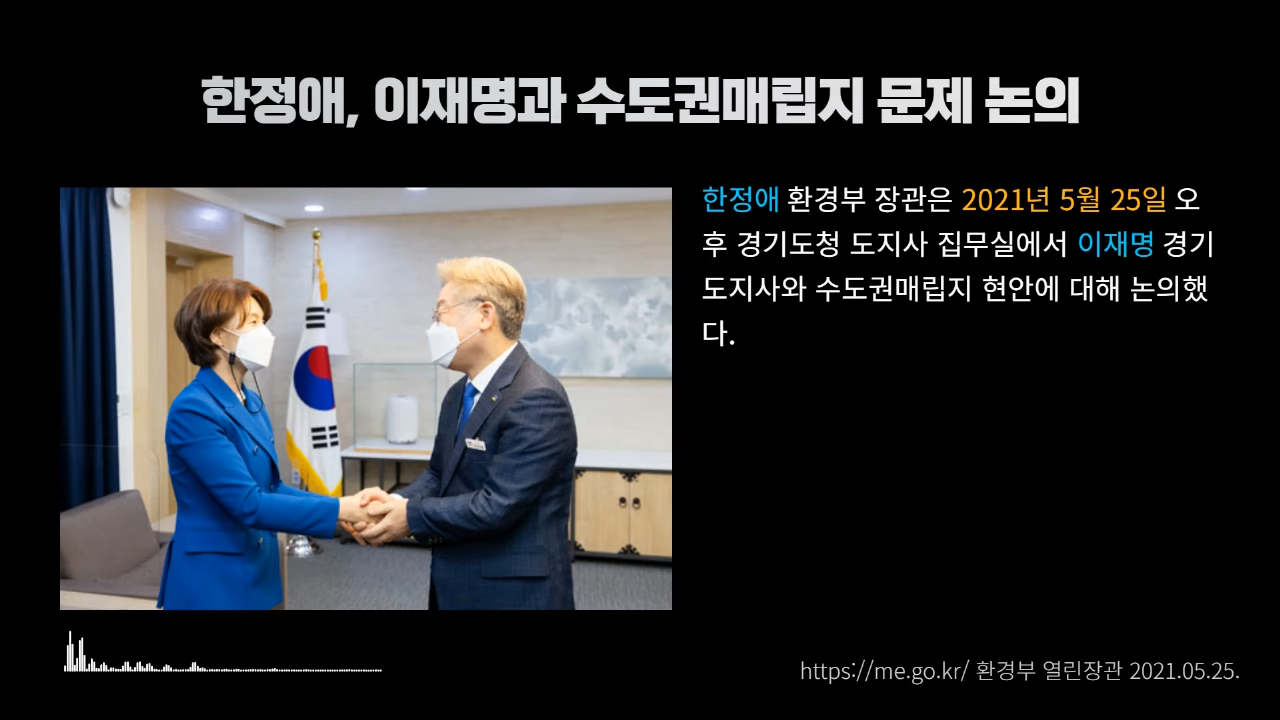 한정애, 이재명과 수도권매립지 문제 논의
한정애 환경부 장관은 2021년 5월 25일 오
후 경기도청 도지사 집무실에서 이재명 경기
도지사와 수도권매립지 현안에 대해 논의했
다.
https://me.go.kr/ 환경부 열린장관 2021.05.25.